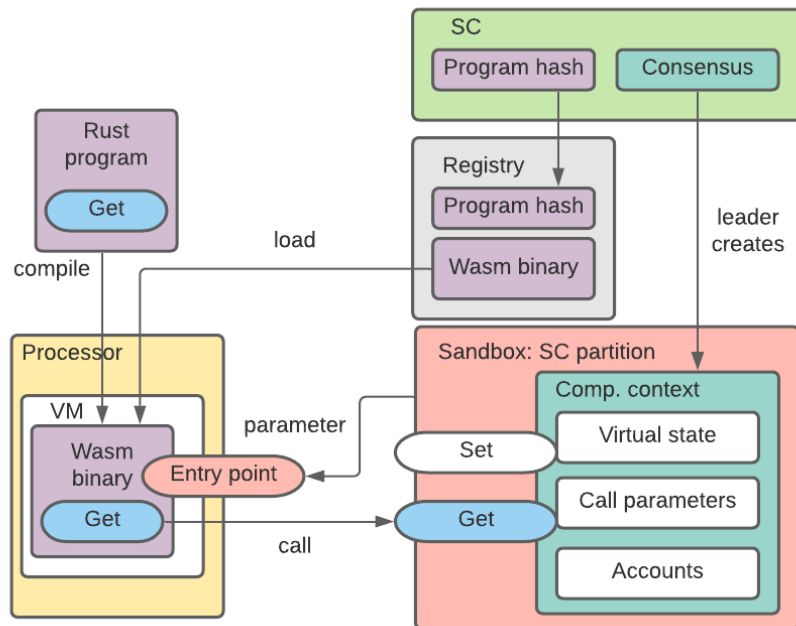 SC
Program hash
Consensus
Rust
program
Get
Registry
Program hash
Wasm binary
leader
creates
load
compile
Processor
VM
Wasm
binary
Get
Entry point
parameter
call
Sandbox: SC partition
Comp. context
Set
Virtual state
Get
Call parameters
Accounts